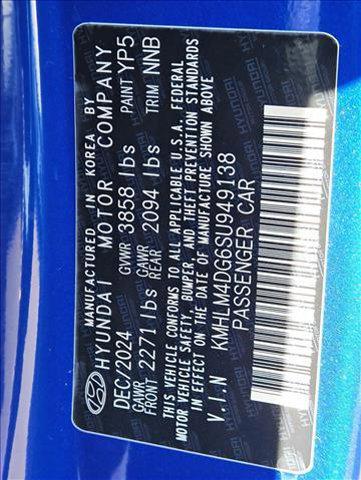 MANUFACTURED IN KOREA BY
HYUNDAI MOTOR COMPANY
DEC/2024 GVWR 3858 lbs PAINT YP5
GAWR FRONT 2271 lbs GAWR REAR 2094 lbs TRIM NNB
THIS VEHICLE CONFORMS TO ALL APPLICABLE U.S.A. FEDERAL
MOTOR VEHICLE SAFETY, BUMPER, AND THEFT PREVENTION STANDARDS
IN EFFECT ON THE DATE OF MANUFACTURE SHOWN ABOVE
V.I.N KMHLM4DG6SU949138
PASSENGER CAR